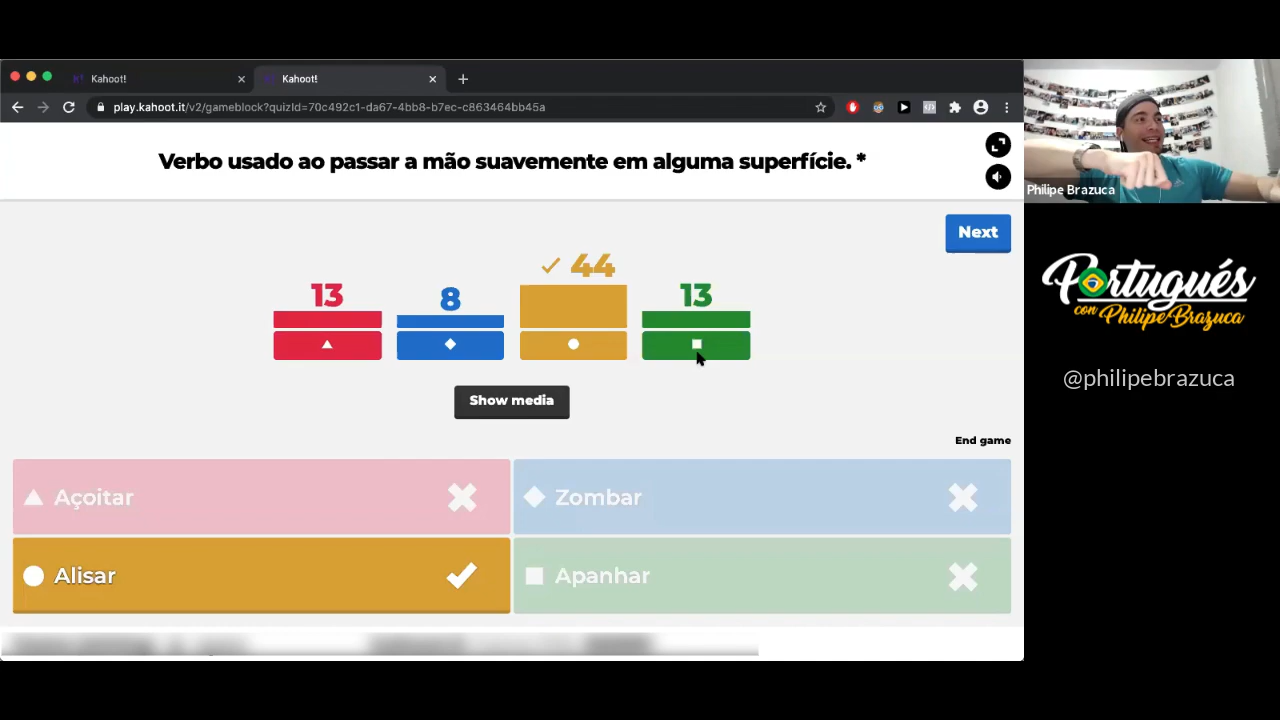 Kahoot!
Kahoot!
play.kahoot.it/v2/gameblock?quizId=70c492c1-da67-4bb8-b7ec-c863464bb45a
Verbo usado ao passar a mão suavemente em alguma superfície. *
Philipe Brazuca
Next
13
8
44
13
Show media
End game
Açoitar
Zombar
Alisar
Apanhar
Português
con Philipe Brazuca
@philipebrazuca